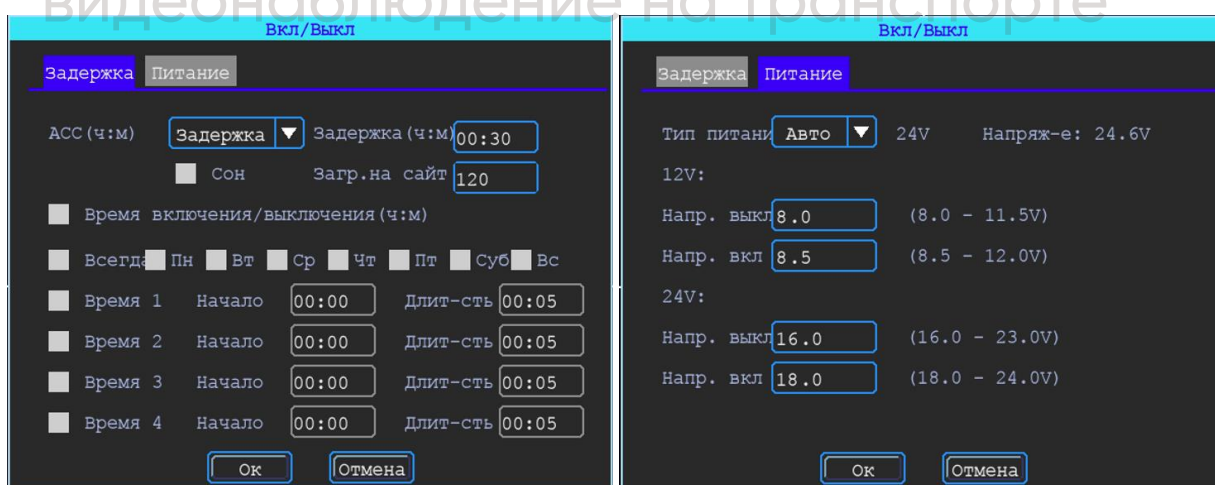 видеонаблюдение на транспорте
Вкл/Выкл
Задержка Питание
ACC(ч:м) Задержка Задержка(ч:м) 00:30
Сон Загр.на сайт 120
Время включения/выключения(ч:м)
Всегда Пн Вт Ср Чт Пт Суб Вс
Время 1 Начало 00:00 Длит-сть 00:05
Время 2 Начало 00:00 Длит-сть 00:05
Время 3 Начало 00:00 Длит-сть 00:05
Время 4 Начало 00:00 Длит-сть 00:05
Ок Отмена
Вкл/Выкл
Задержка Питание
Тип питани Авто 24V Напряж-е: 24.6V
12V:
Напр. выкл 8.0 (8.0 - 11.5V)
Напр. вкл 8.5 (8.5 - 12.0V)
24V:
Напр. выкл 16.0 (16.0 - 23.0V)
Напр. вкл 18.0 (18.0 - 24.0V)
Ок Отмена